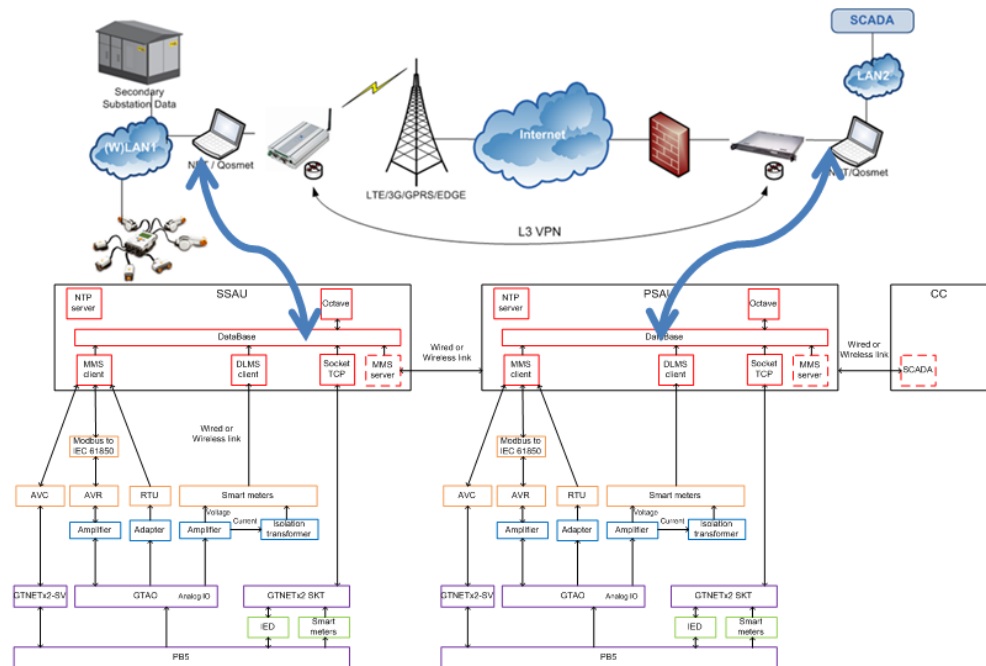 SCADA
LAN2
Secondary
Substation Data
(W)LAN1
Internet
/ Qosmet
/Qosmet
LTE/3G/GPRS/EDGE
L3 VPN
SSAU
NTP
server
Octave
DataBase
MMS
client
DLMS
client
Socket
TCP
MMS
server
Wired or
Wireless link
PSAU
NTP
server
Octave
DataBase
MMS
client
DLMS
client
Socket
TCP
MMS
server
Wired or
Wireless link
CC
SCADA
Wired or
Wireless link
Modbus to
IEC 61850
AVC
AVR
RTU
Smart meters
Voltage
Current
Amplifier
Adapter
Amplifier
Isolation
transformer
GTNETx2-SV
GTAO
Analog IO
GTNETx2 SKT
IED
Smart
meters
PB5
Modbus to
IEC 61850
AVC
AVR
RTU
Smart meters
Voltage
Current
Amplifier
Adapter
Amplifier
Isolation
transformer
GTNETx2-SV
GTAO
Analog IO
GTNETx2 SKT
IED
Smart
meters
PB5